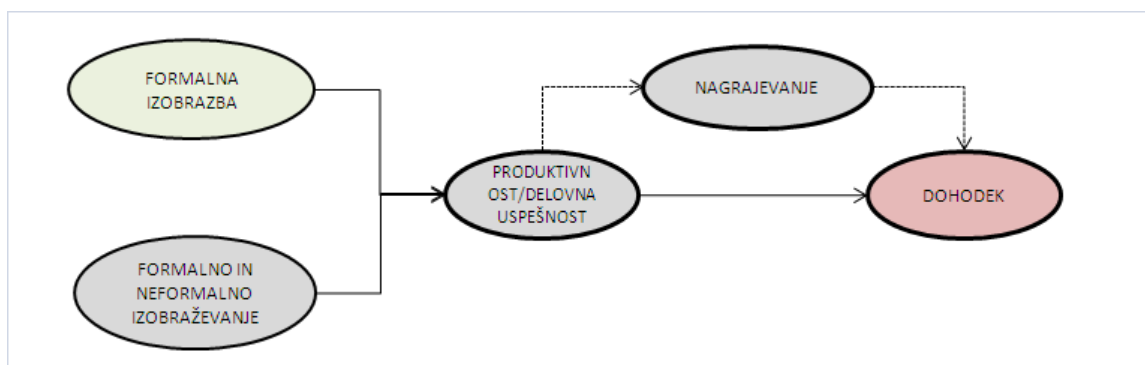 FORMALNA
IZOBRAZBA
NAGRAJEVANJE
PRODUKTIVN
OST/DELOVNA
USPEŠNOST
DOHODEK
FORMALNO IN
NEFORMALNO
IZOBRAŽEVANJE